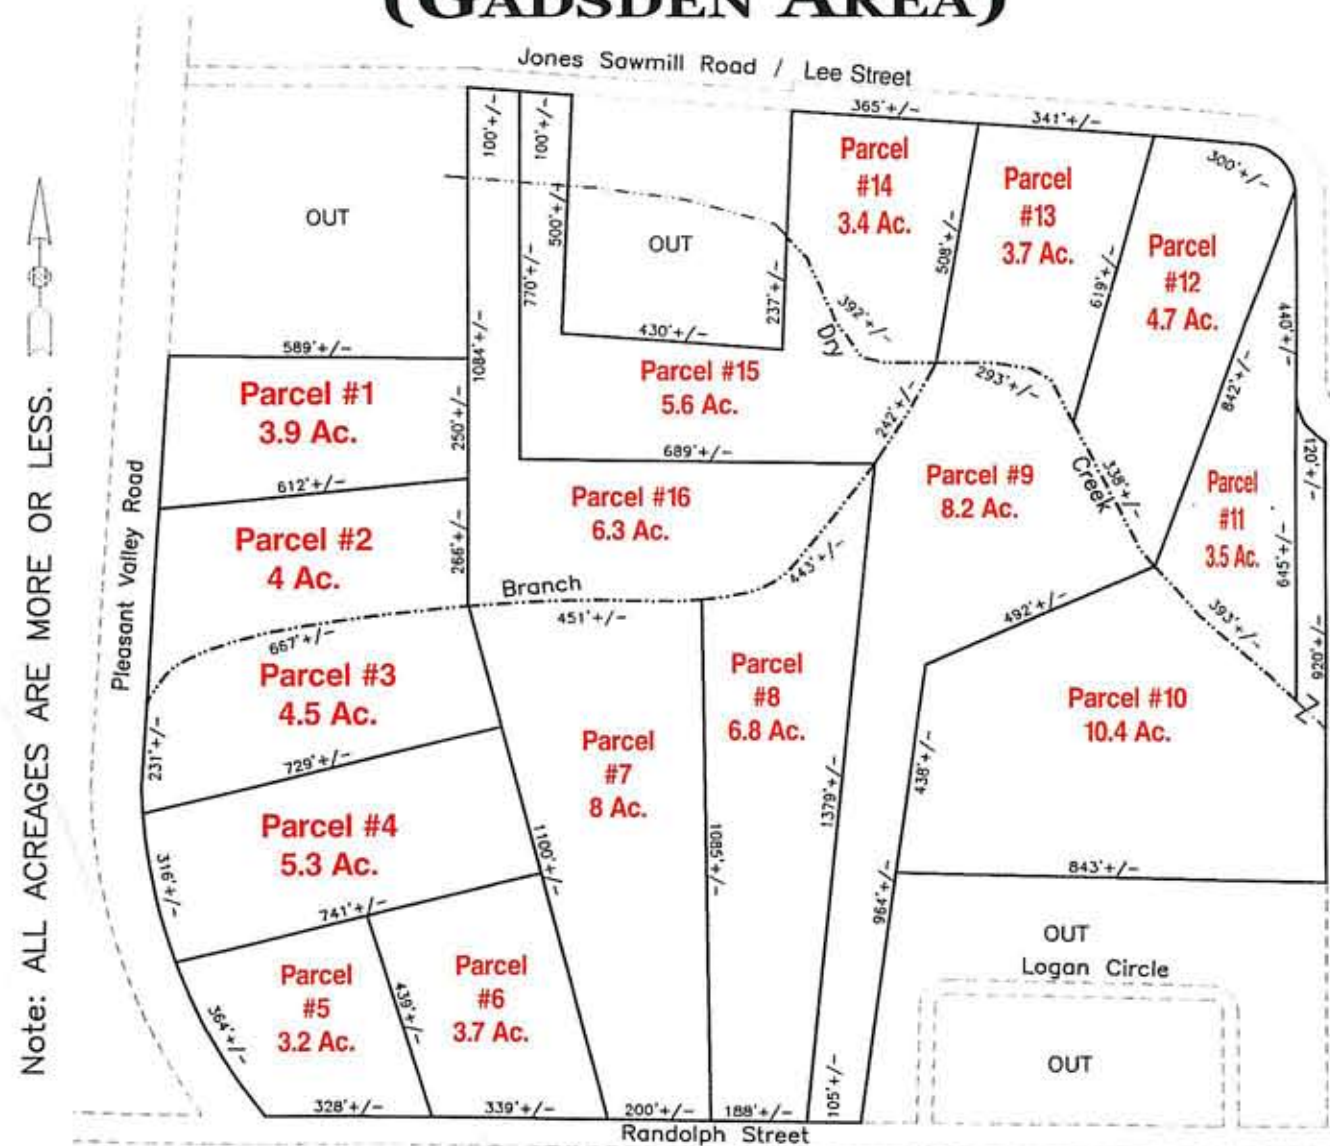 (GADSDEN AREA)
Jones Sawmill Road / Lee Street
365'+/-
341'+/-
300'+/-
100'+/-
100'+/-
OUT
500'+/-
770'+/-
OUT
237'+/-
430'+/-
Parcel
#14
3.4 Ac.
508'+/-
Parcel
#13
3.7 Ac.
619'+/-
Parcel
#12
4.7 Ac.
440'+/-
842'+/-
392'+/-
Dry
293'+/-
242'+/-
589'+/-
Parcel #1
3.9 Ac.
250'+/-
1084'+/-
Parcel #15
5.6 Ac.
689'+/-
612'+/-
Parcel #2
4 Ac.
266'+/-
Parcel #16
6.3 Ac.
Parcel #9
8.2 Ac.
Creek
338'+/-
Parcel
#11
3.5 Ac.
120'+/-
645'+/-
920'+/-
Pleasant Valley Road
Branch
451'+/-
443'+/-
492'+/-
393'+/-
667'+/-
Parcel #3
4.5 Ac.
231'+/-
729'+/-
Parcel
#7
8 Ac.
Parcel
#8
6.8 Ac.
Parcel #10
10.4 Ac.
438'+/-
1379'+/-
Parcel #4
5.3 Ac.
316'+/-
1100'+/-
1085'+/-
843'+/-
964'+/-
741'+/-
OUT
Logan Circle
OUT
Parcel
#5
3.2 Ac.
364'+/-
439'+/-
Parcel
#6
3.7 Ac.
328'+/-
339'+/-
200'+/-
188'+/-
105'+/-
Randolph Street
Note: ALL ACREAGES ARE MORE OR LESS.